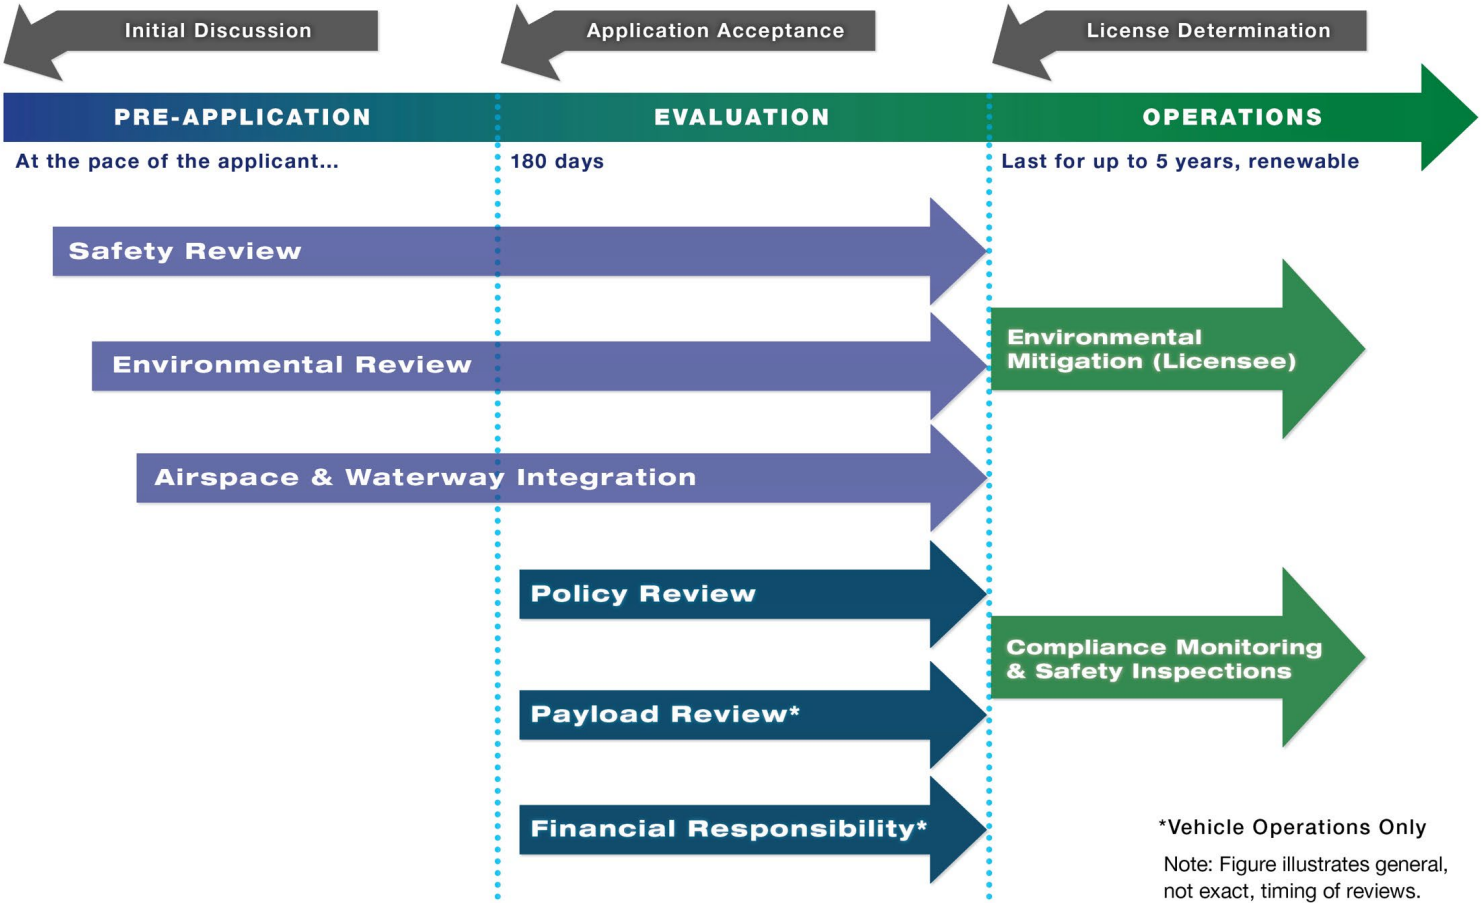 Initial Discussion
Application Acceptance
License Determination
PRE-APPLICATION
EVALUATION
OPERATIONS
At the pace of the applicant...
180 days
Last for up to 5 years, renewable
Safety Review
Environmental Review
Environmental
Mitigation (Licensee)
Airspace & Waterway Integration
Policy Review
Compliance Monitoring
& Safety Inspections
Payload Review*
Financial Responsibility*
*Vehicle Operations Only
Note: Figure illustrates general,
not exact, timing of reviews.